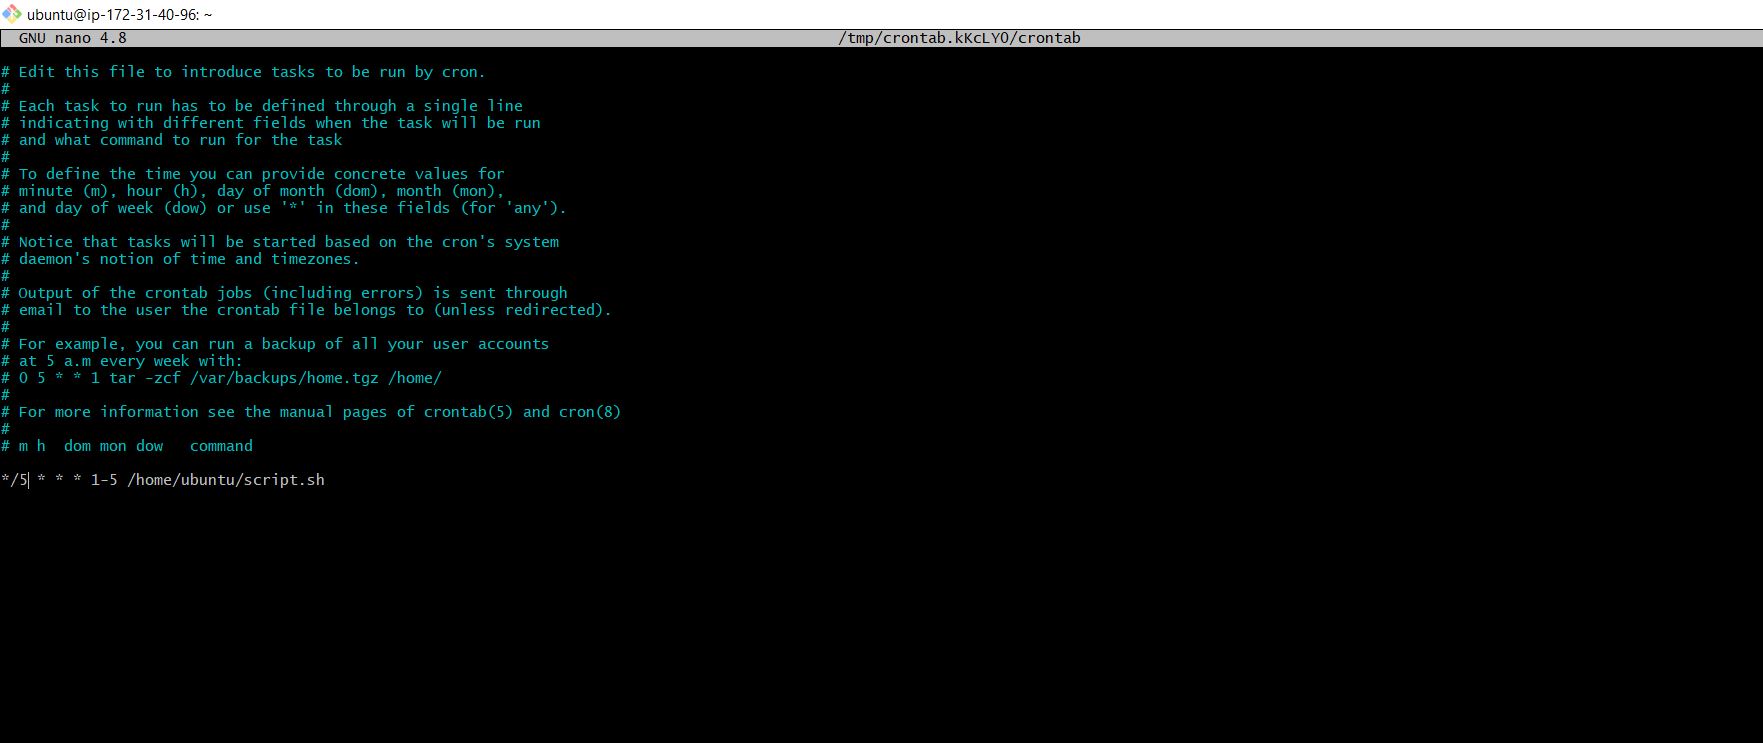 ubuntu@ip-172-31-40-96: ~
GNU nano 4.8 /tmp/crontab.kKcLYO/crontab
# Edit this file to introduce tasks to be run by cron.
#
# Each task to run has to be defined through a single line
# indicating with different fields when the task will be run
# and what command to run for the task
#
# To define the time you can provide concrete values for
# minute (m), hour (h), day of month (dom), month (mon),
# and day of week (dow) or use '*' in these fields (for 'any').
#
# Notice that tasks will be started based on the cron's system
# daemon's notion of time and timezones.
#
# Output of the crontab jobs (including errors) is sent through
# email to the user the crontab file belongs to (unless redirected).
#
# For example, you can run a backup of all your user accounts
# at 5 a.m every week with:
# 0 5 * * 1 tar -zcf /var/backups/home.tgz /home/
#
# For more information see the manual pages of crontab(5) and cron(8)
#
# m h  dom mon dow   command
*/5 * * * 1-5 /home/ubuntu/script.sh